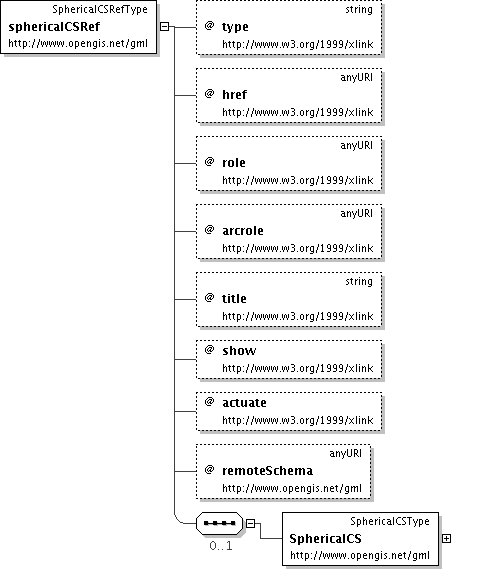 SphericalCSRefType
sphericalCSRef
http://www.opengis.net/gml
string
@ type
http://www.w3.org/1999/xlink
anyURI
@ href
http://www.w3.org/1999/xlink
anyURI
@ role
http://www.w3.org/1999/xlink
anyURI
@ arcrole
http://www.w3.org/1999/xlink
string
@ title
http://www.w3.org/1999/xlink
@ show
http://www.w3.org/1999/xlink
@ actuate
http://www.w3.org/1999/xlink
anyURI
@ remoteSchema
http://www.opengis.net/gml
0..1
SphericalCSType
SphericalCS
http://www.opengis.net/gml